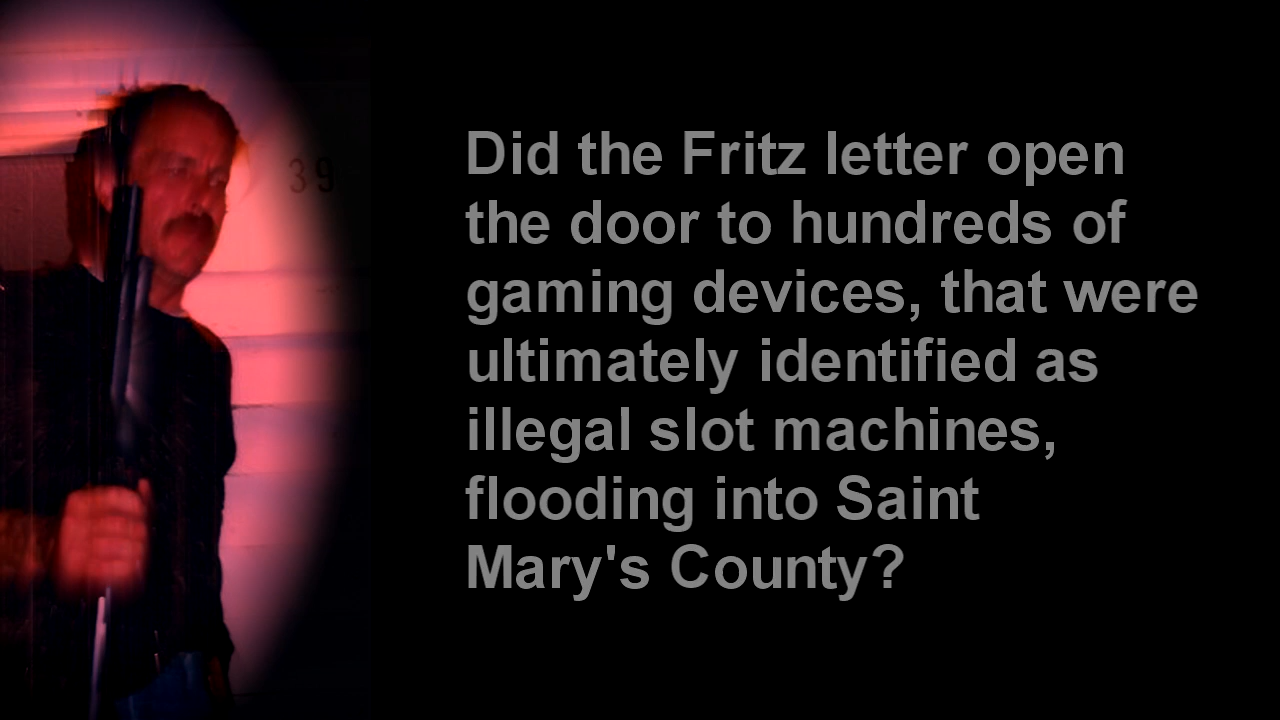 39
Did the Fritz letter open
the door to hundreds of
gaming devices, that were
ultimately identified as
illegal slot machines,
flooding into Saint
Mary's County?